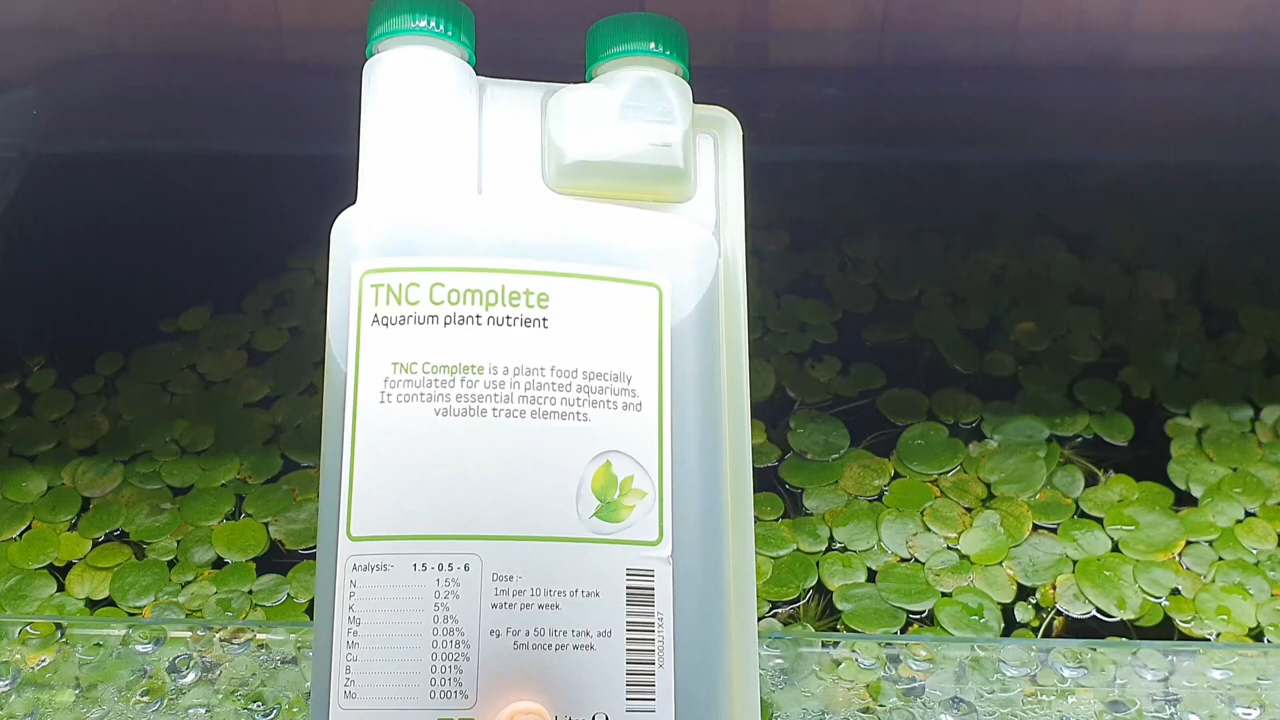 TNC Complete
Aquarium plant nutrient
TNC Complete is a plant food specially
formulated for use in planted aquariums.
It contains essential macro nutrients and
valuable trace elements.
Analysis:- 1.5 - 0.5 - 6
N ............... 1.5%
P ............... 0.2%
K ............... 5%
Mg ............... 0.8%
Fe ............... 0.08%
Mn ............... 0.018%
Cu ............... 0.002%
B ............... 0.01%
Zn ............... 0.01%
Mo ............... 0.001%
Dose :-
1ml per 10 litres of tank
water per week.
eg. For a 50 litre tank, add
5ml once per week.
X000JJ1X47
Litre